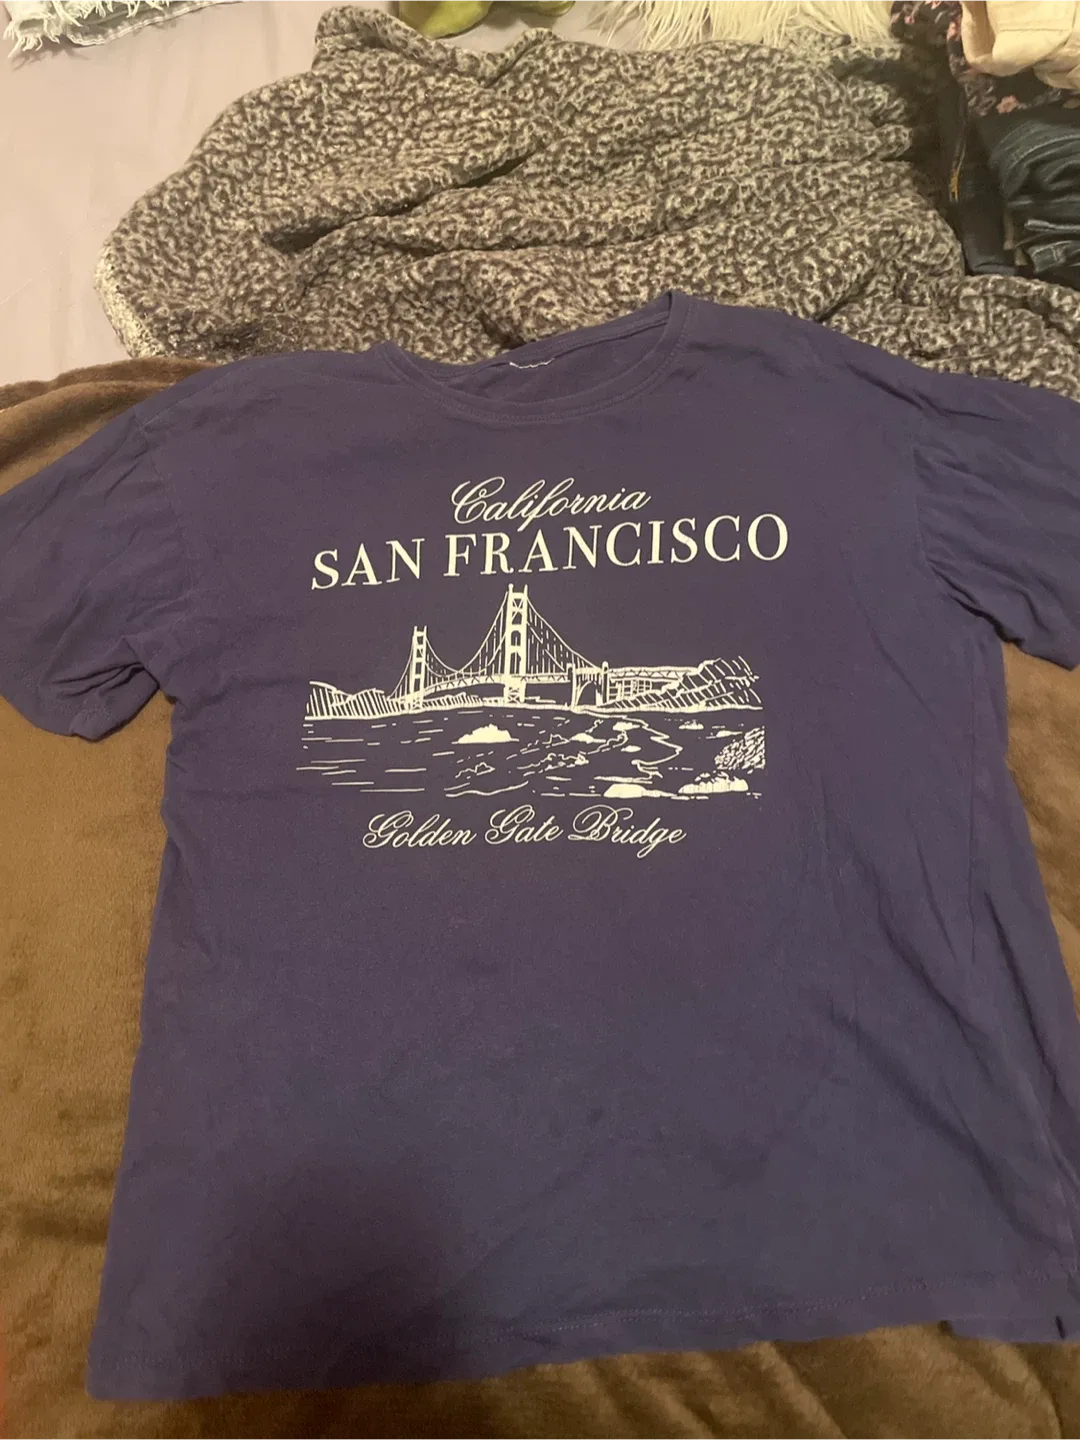 California
SAN FRANCISCO
Golden Gate Bridge